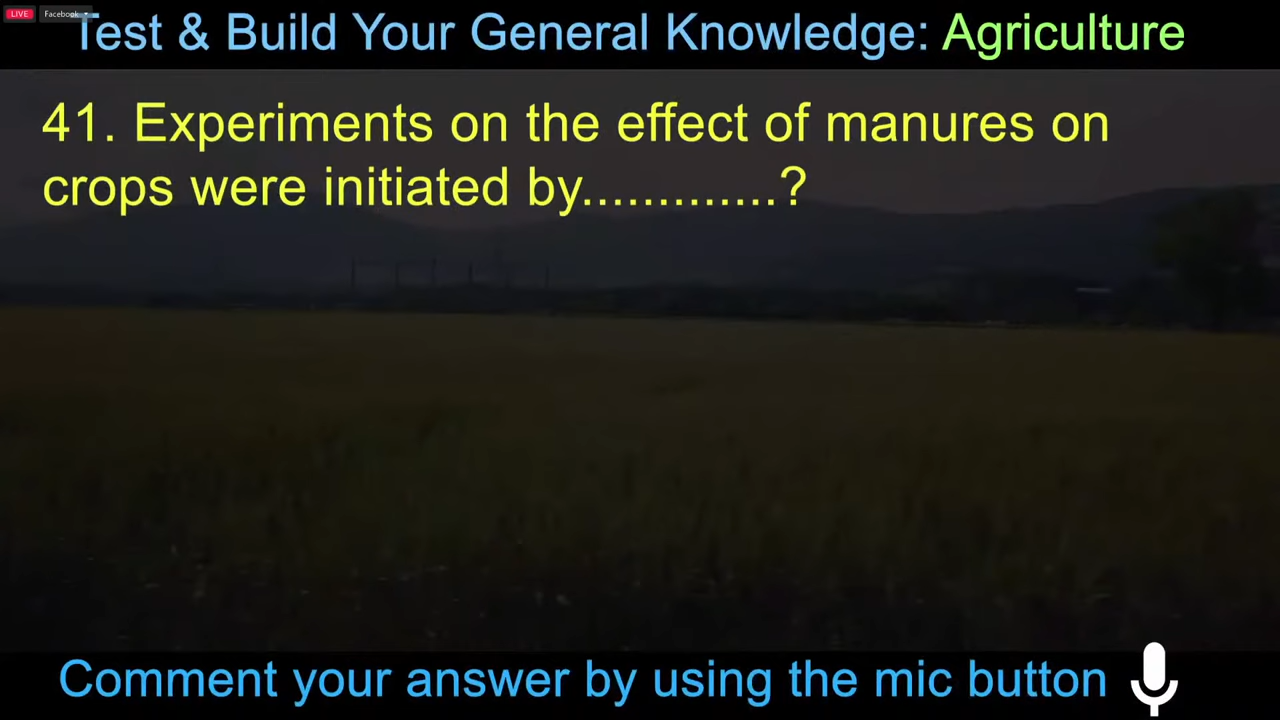 LIVE
Facebook
Test & Build Your General Knowledge: Agriculture
41. Experiments on the effect of manures on
crops were initiated by.............?
Comment your answer by using the mic button